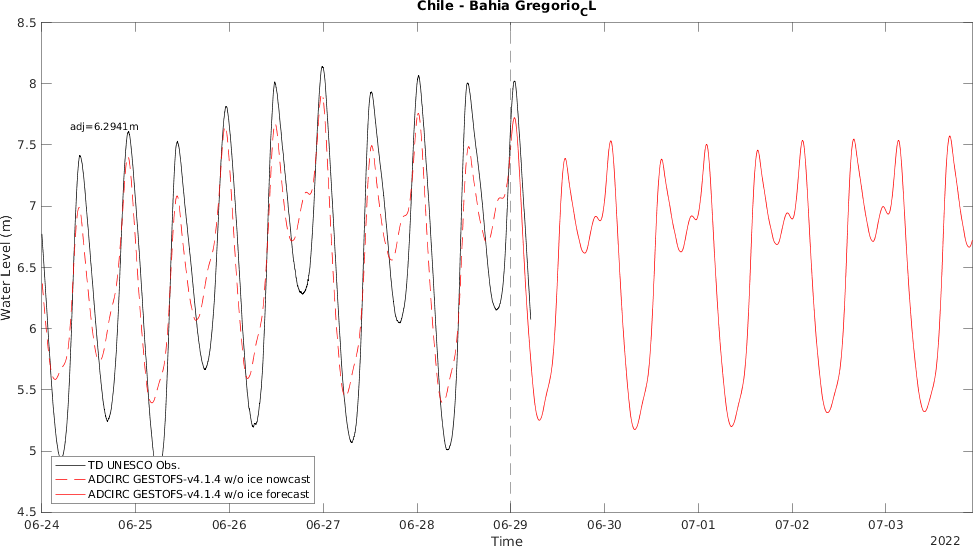 Chile - Bahia Gregorio_CL
8.5
8
7.5
7
6.5
6
5.5
5
4.5
Water Level (m)
adj=6.2941m
TD UNESCO Obs.
ADCIRC GESTOFS-v4.1.4 w/o ice nowcast
ADCIRC GESTOFS-v4.1.4 w/o ice forecast
06-24 06-25 06-26 06-27 06-28 06-29 06-30 07-01 07-02 07-03
Time
2022